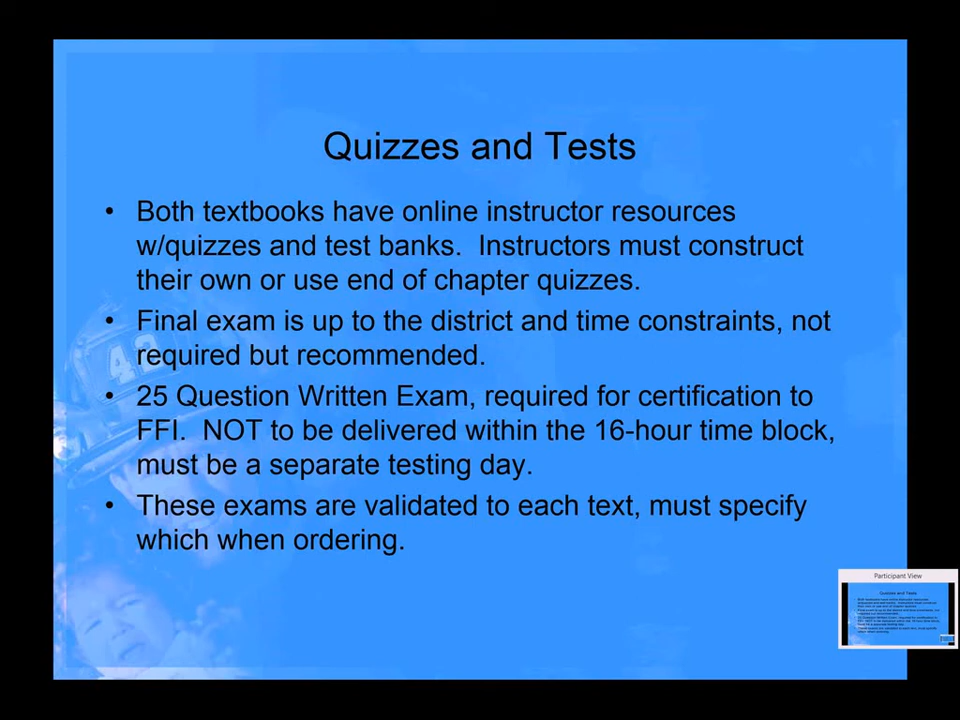 Quizzes and Tests
• Both textbooks have online instructor resources
w/quizzes and test banks.  Instructors must construct
their own or use end of chapter quizzes.
• Final exam is up to the district and time constraints, not
required but recommended.
• 25 Question Written Exam, required for certification to
FFI.  NOT to be delivered within the 16-hour time block,
must be a separate testing day.
• These exams are validated to each text, must specify
which when ordering.
42
Participant View
Quizzes and Tests